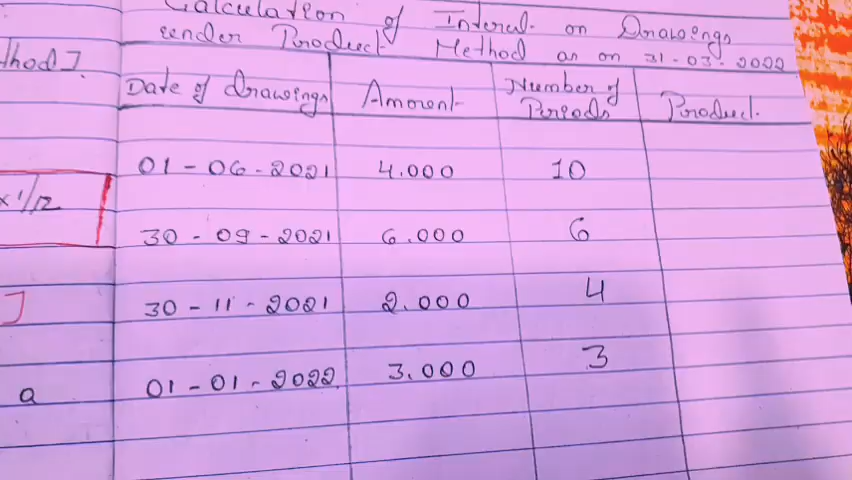 Calculation of Interest on Drawings
under Product Method as on 31-03-2022
thod].
Date of drawings Amount Number of Periods Product
01-06-2021 4.000 10
x 1/12
30-09-2021 6.000 6
30-11-2021 2.000 4
]
01-01-2022 3.000 3
a